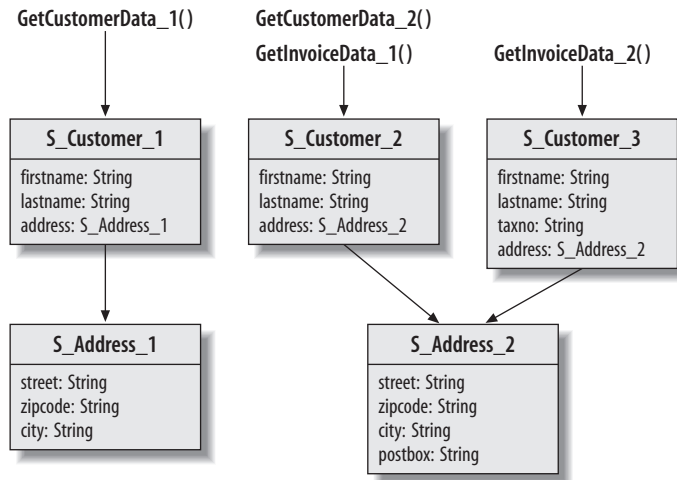 GetCustomerData_1()
GetCustomerData_2()
GetInvoiceData_1()
GetInvoiceData_2()
S_Customer_1
firstname: String
lastname: String
address: S_Address_1
S_Customer_2
firstname: String
lastname: String
address: S_Address_2
S_Customer_3
firstname: String
lastname: String
taxno: String
address: S_Address_2
S_Address_1
street: String
zipcode: String
city: String
S_Address_2
street: String
zipcode: String
city: String
postbox: String